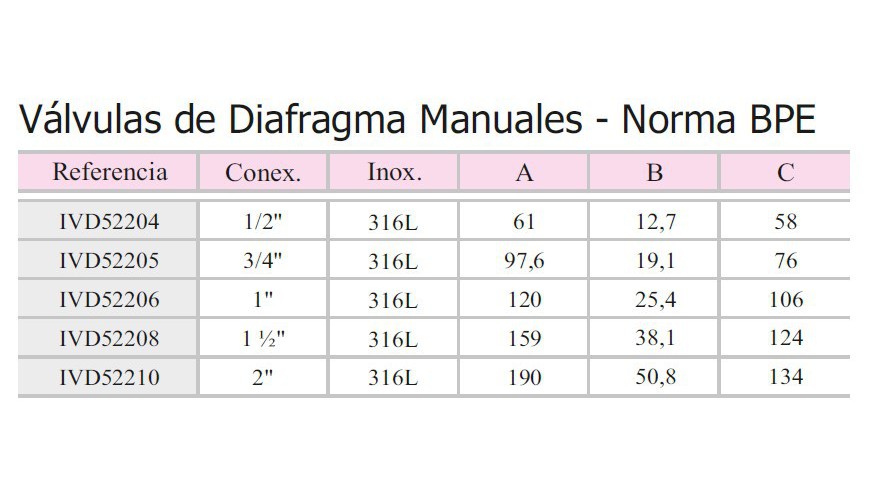 Válvulas de Diafragma Manuales - Norma BPE
Referencia Conex. Inox. A B C
IVD52204 1/2" 316L 61 12,7 58
IVD52205 3/4" 316L 97,6 19,1 76
IVD52206 1" 316L 120 25,4 106
IVD52208 1 ½" 316L 159 38,1 124
IVD52210 2" 316L 190 50,8 134